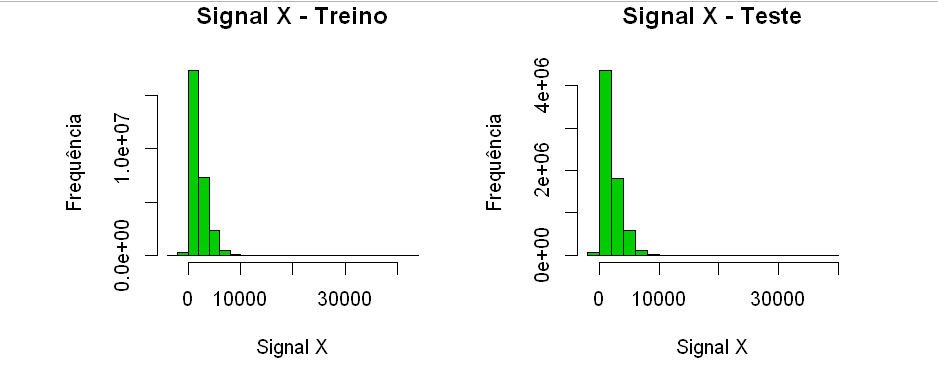 Signal X - Treino
Frequência
1.0e+07
0.0e+00
0
10000
30000
Signal X
Signal X - Teste
Frequência
4e+06
2e+06
0e+00
0
10000
30000
Signal X